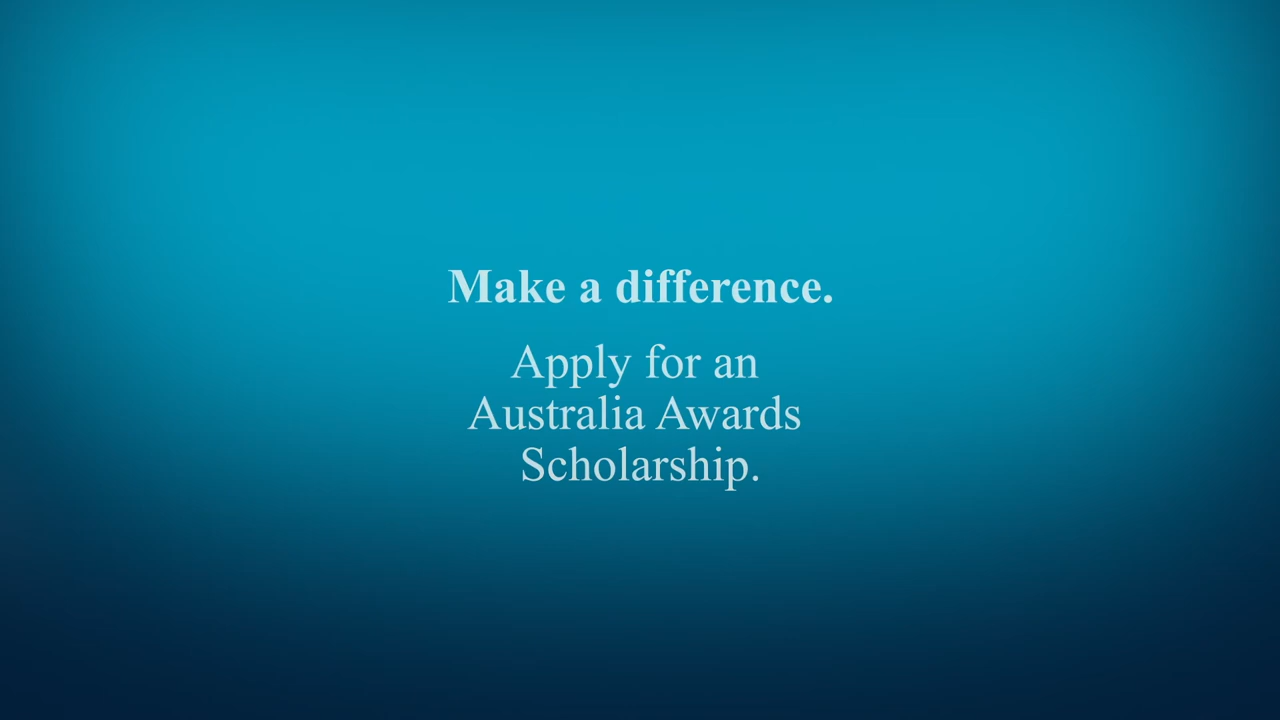 Make a difference.
Apply for an
Australia Awards
Scholarship.